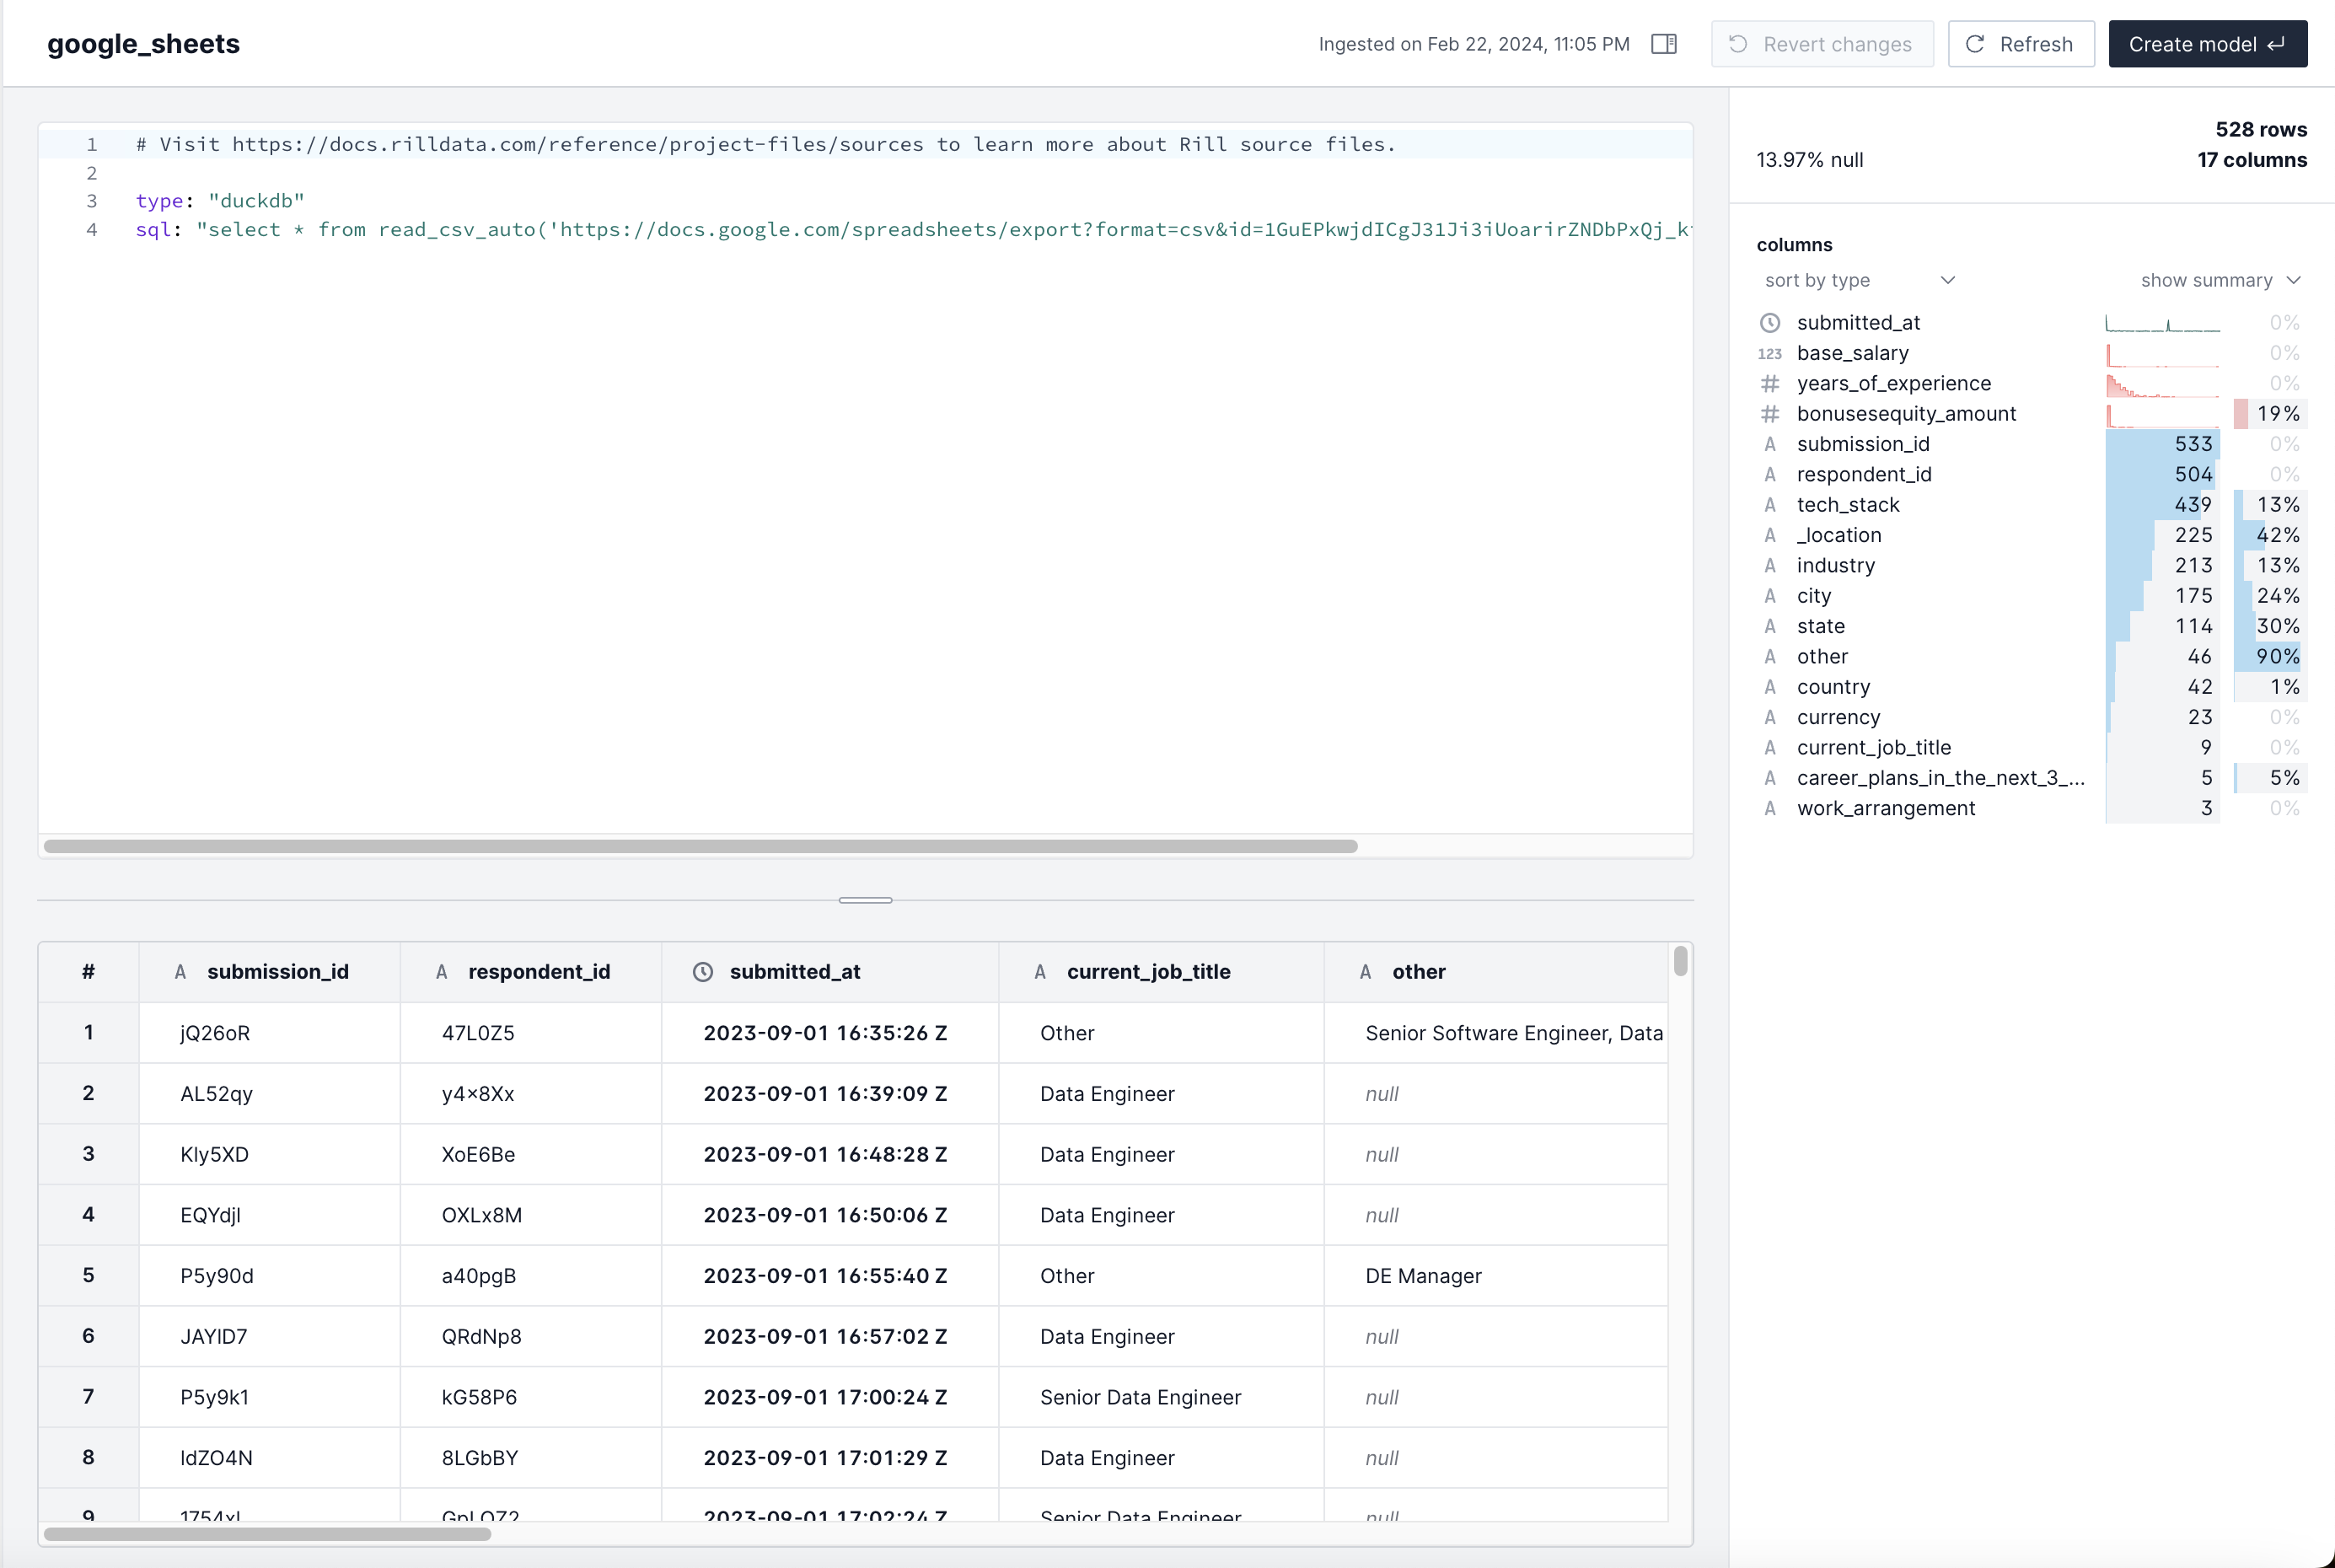 google_sheets
Ingested on Feb 22, 2024, 11:05 PM
Revert changes
Refresh
Create model
1 # Visit https://docs.rilldata.com/reference/project-files/sources to learn more about Rill source files.
2
3 type: "duckdb"
4 sql: "select * from read_csv_auto('https://docs.google.com/spreadsheets/export?format=csv&id=1GuEPkwjdICgJ31Ji3iUoarirZNDbPxQj_k
528 rows
13.97% null 17 columns
columns
sort by type show summary
submitted_at 0%
123 base_salary 0%
# years_of_experience 0%
# bonusesequity_amount 19%
A submission_id 533 0%
A respondent_id 504 0%
A tech_stack 439 13%
A _location 225 42%
A industry 213 13%
A city 175 24%
A state 114 30%
A other 46 90%
A country 42 1%
A currency 23 0%
A current_job_title 9 0%
A career_plans_in_the_next_3_... 5 5%
A work_arrangement 3 0%
# A submission_id A respondent_id submitted_at A current_job_title A other
1 jQ26oR 47L0Z5 2023-09-01 16:35:26 Z Other Senior Software Engineer, Data
2 AL52qy y4×8Xx 2023-09-01 16:39:09 Z Data Engineer null
3 Kly5XD XoE6Be 2023-09-01 16:48:28 Z Data Engineer null
4 EQYdjl OXLx8M 2023-09-01 16:50:06 Z Data Engineer null
5 P5y90d a40pgB 2023-09-01 16:55:40 Z Other DE Manager
6 JAYlD7 QRdNp8 2023-09-01 16:57:02 Z Data Engineer null
7 P5y9k1 kG58P6 2023-09-01 17:00:24 Z Senior Data Engineer null
8 ldZO4N 8LGbBY 2023-09-01 17:01:29 Z Data Engineer null
9 2023-09-01 17:02:24 Z Senior Data Engineer null